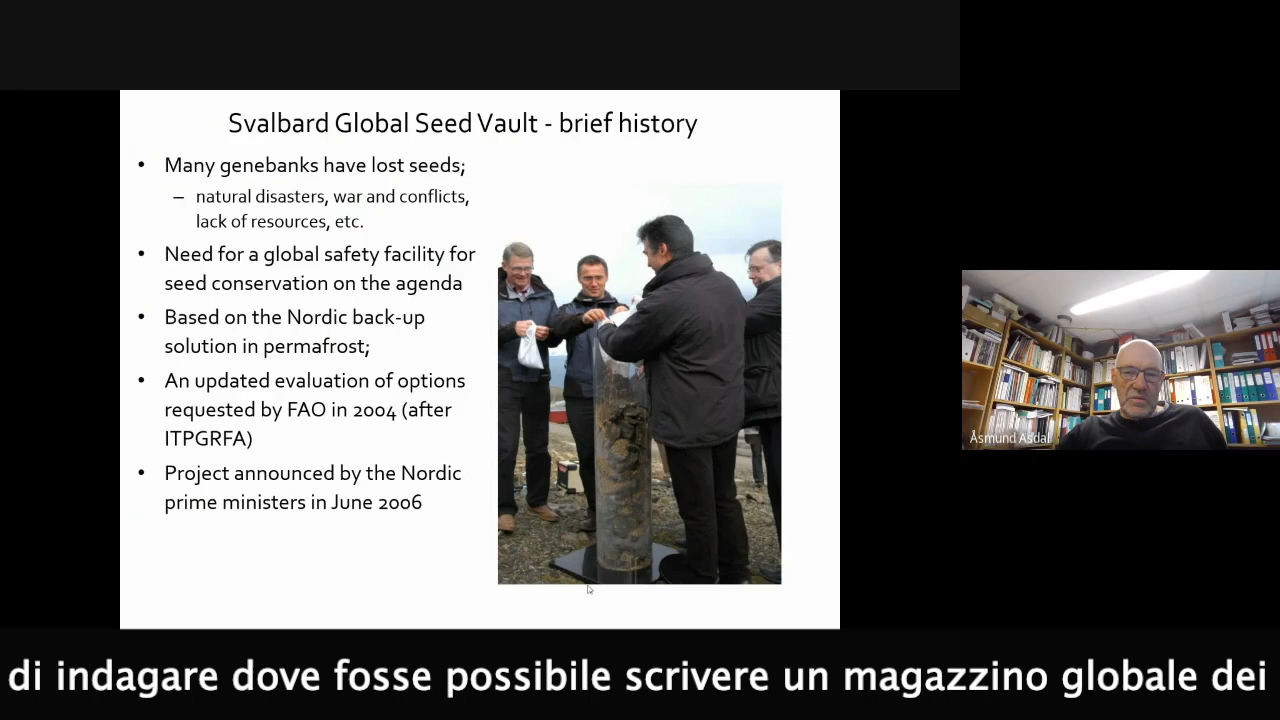 Svalbard Global Seed Vault - brief history
• Many genebanks have lost seeds;
– natural disasters, war and conflicts,
lack of resources, etc.
• Need for a global safety facility for
seed conservation on the agenda
• Based on the Nordic back-up
solution in permafrost;
• An updated evaluation of options
requested by FAO in 2004 (after
ITPGRFA)
• Project announced by the Nordic
prime ministers in June 2006
Åsmund Asdal
di indagare dove fosse possibile scrivere un magazzino globale dei